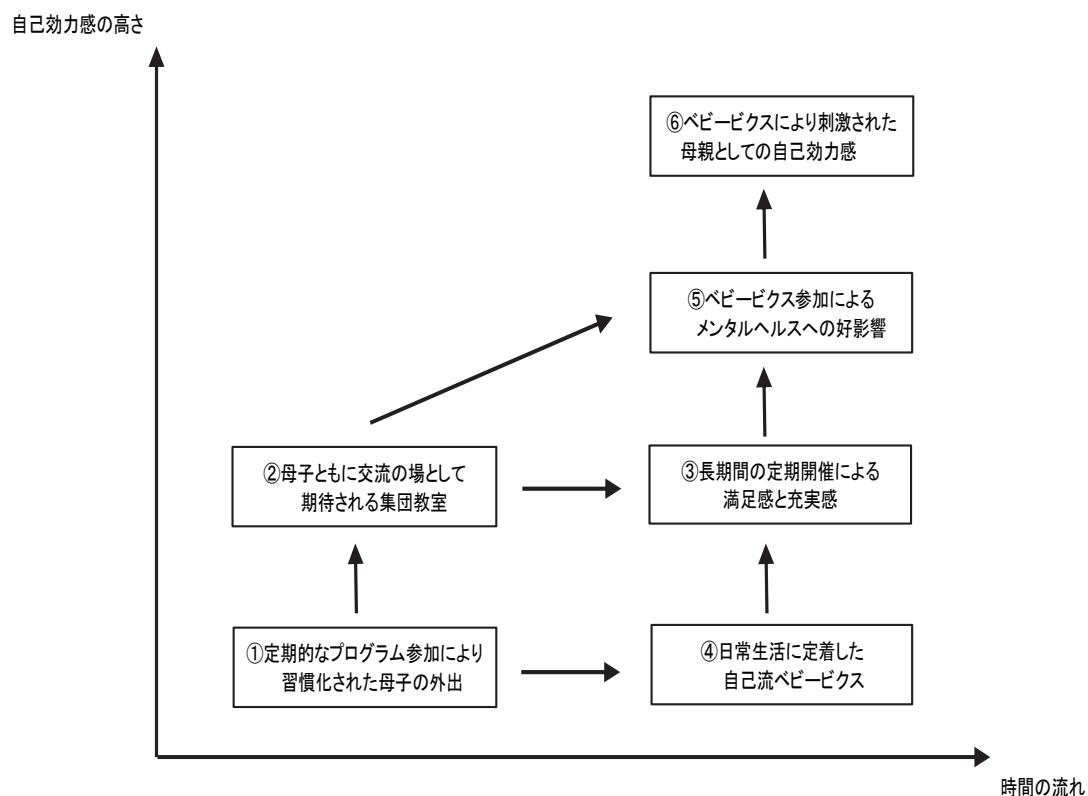 自己効力感の高さ
⑥ベビービクスにより刺激された
母親としての自己効力感
⑤ベビービクス参加による
メンタルヘルスへの好影響
②母子ともに交流の場として
期待される集団教室
③長期間の定期開催による
満足感と充実感
①定期的なプログラム参加により
習慣化された母子の外出
④日常生活に定着した
自己流ベビービクス
時間の流れ